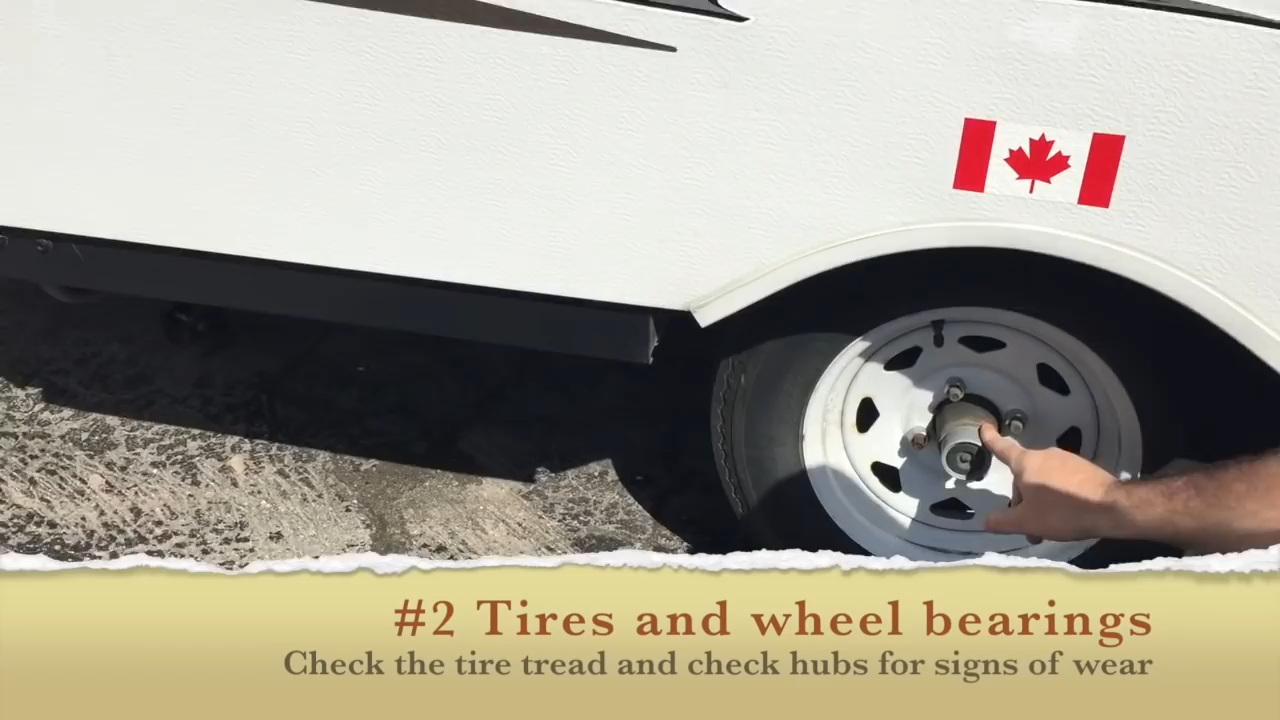 #2 Tires and wheel bearings
Check the tire tread and check hubs for signs of wear